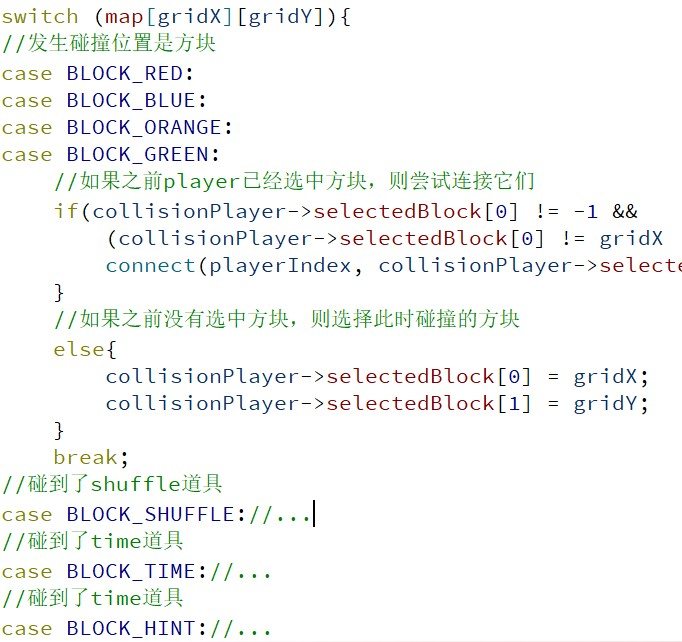 switch (map[gridX][gridY]){
//发生碰撞位置是方块
case BLOCK_RED:
case BLOCK_BLUE:
case BLOCK_ORANGE:
case BLOCK_GREEN:
//如果之前player已经选中方块，则尝试连接它们
if(collisionPlayer->selectedBlock[0] != -1 &&
(collisionPlayer->selectedBlock[0] != gridX
connect(playerIndex, collisionPlayer->selecte
}
//如果之前没有选中方块，则选择此时碰撞的方块
else{
collisionPlayer->selectedBlock[0] = gridX;
collisionPlayer->selectedBlock[1] = gridY;
}
break;
//碰到了shuffle道具
case BLOCK_SHUFFLE://...
//碰到了time道具
case BLOCK_TIME://...
//碰到了time道具
case BLOCK_HINT://...